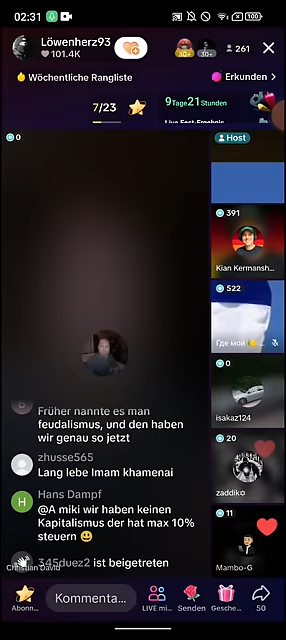 02:31
100
Löwenherz93
101.4K
30+
30+
261
Wöchentliche Rangliste
Erkunden >
7/23
9Tage21Stunden
Live Fest-Ergebnis
0
Host
391
Kian Kermansh...
522
Где мой
0
isakaz124
20
zaddik✡
11
Mambo-G
Früher nannte es man
feudalismus, und den haben
wir genau so jetzt
zhusse565
Lang lebe Imam khamenai
H
Hans Dampf
@A miki wir haben keinen
Kapitalismus der hat max 10%
steuern 😃
345duez2 ist beigetreten
Christian David
Abonn...
Kommenta...
LIVE mi...
Senden
Gesche...
50